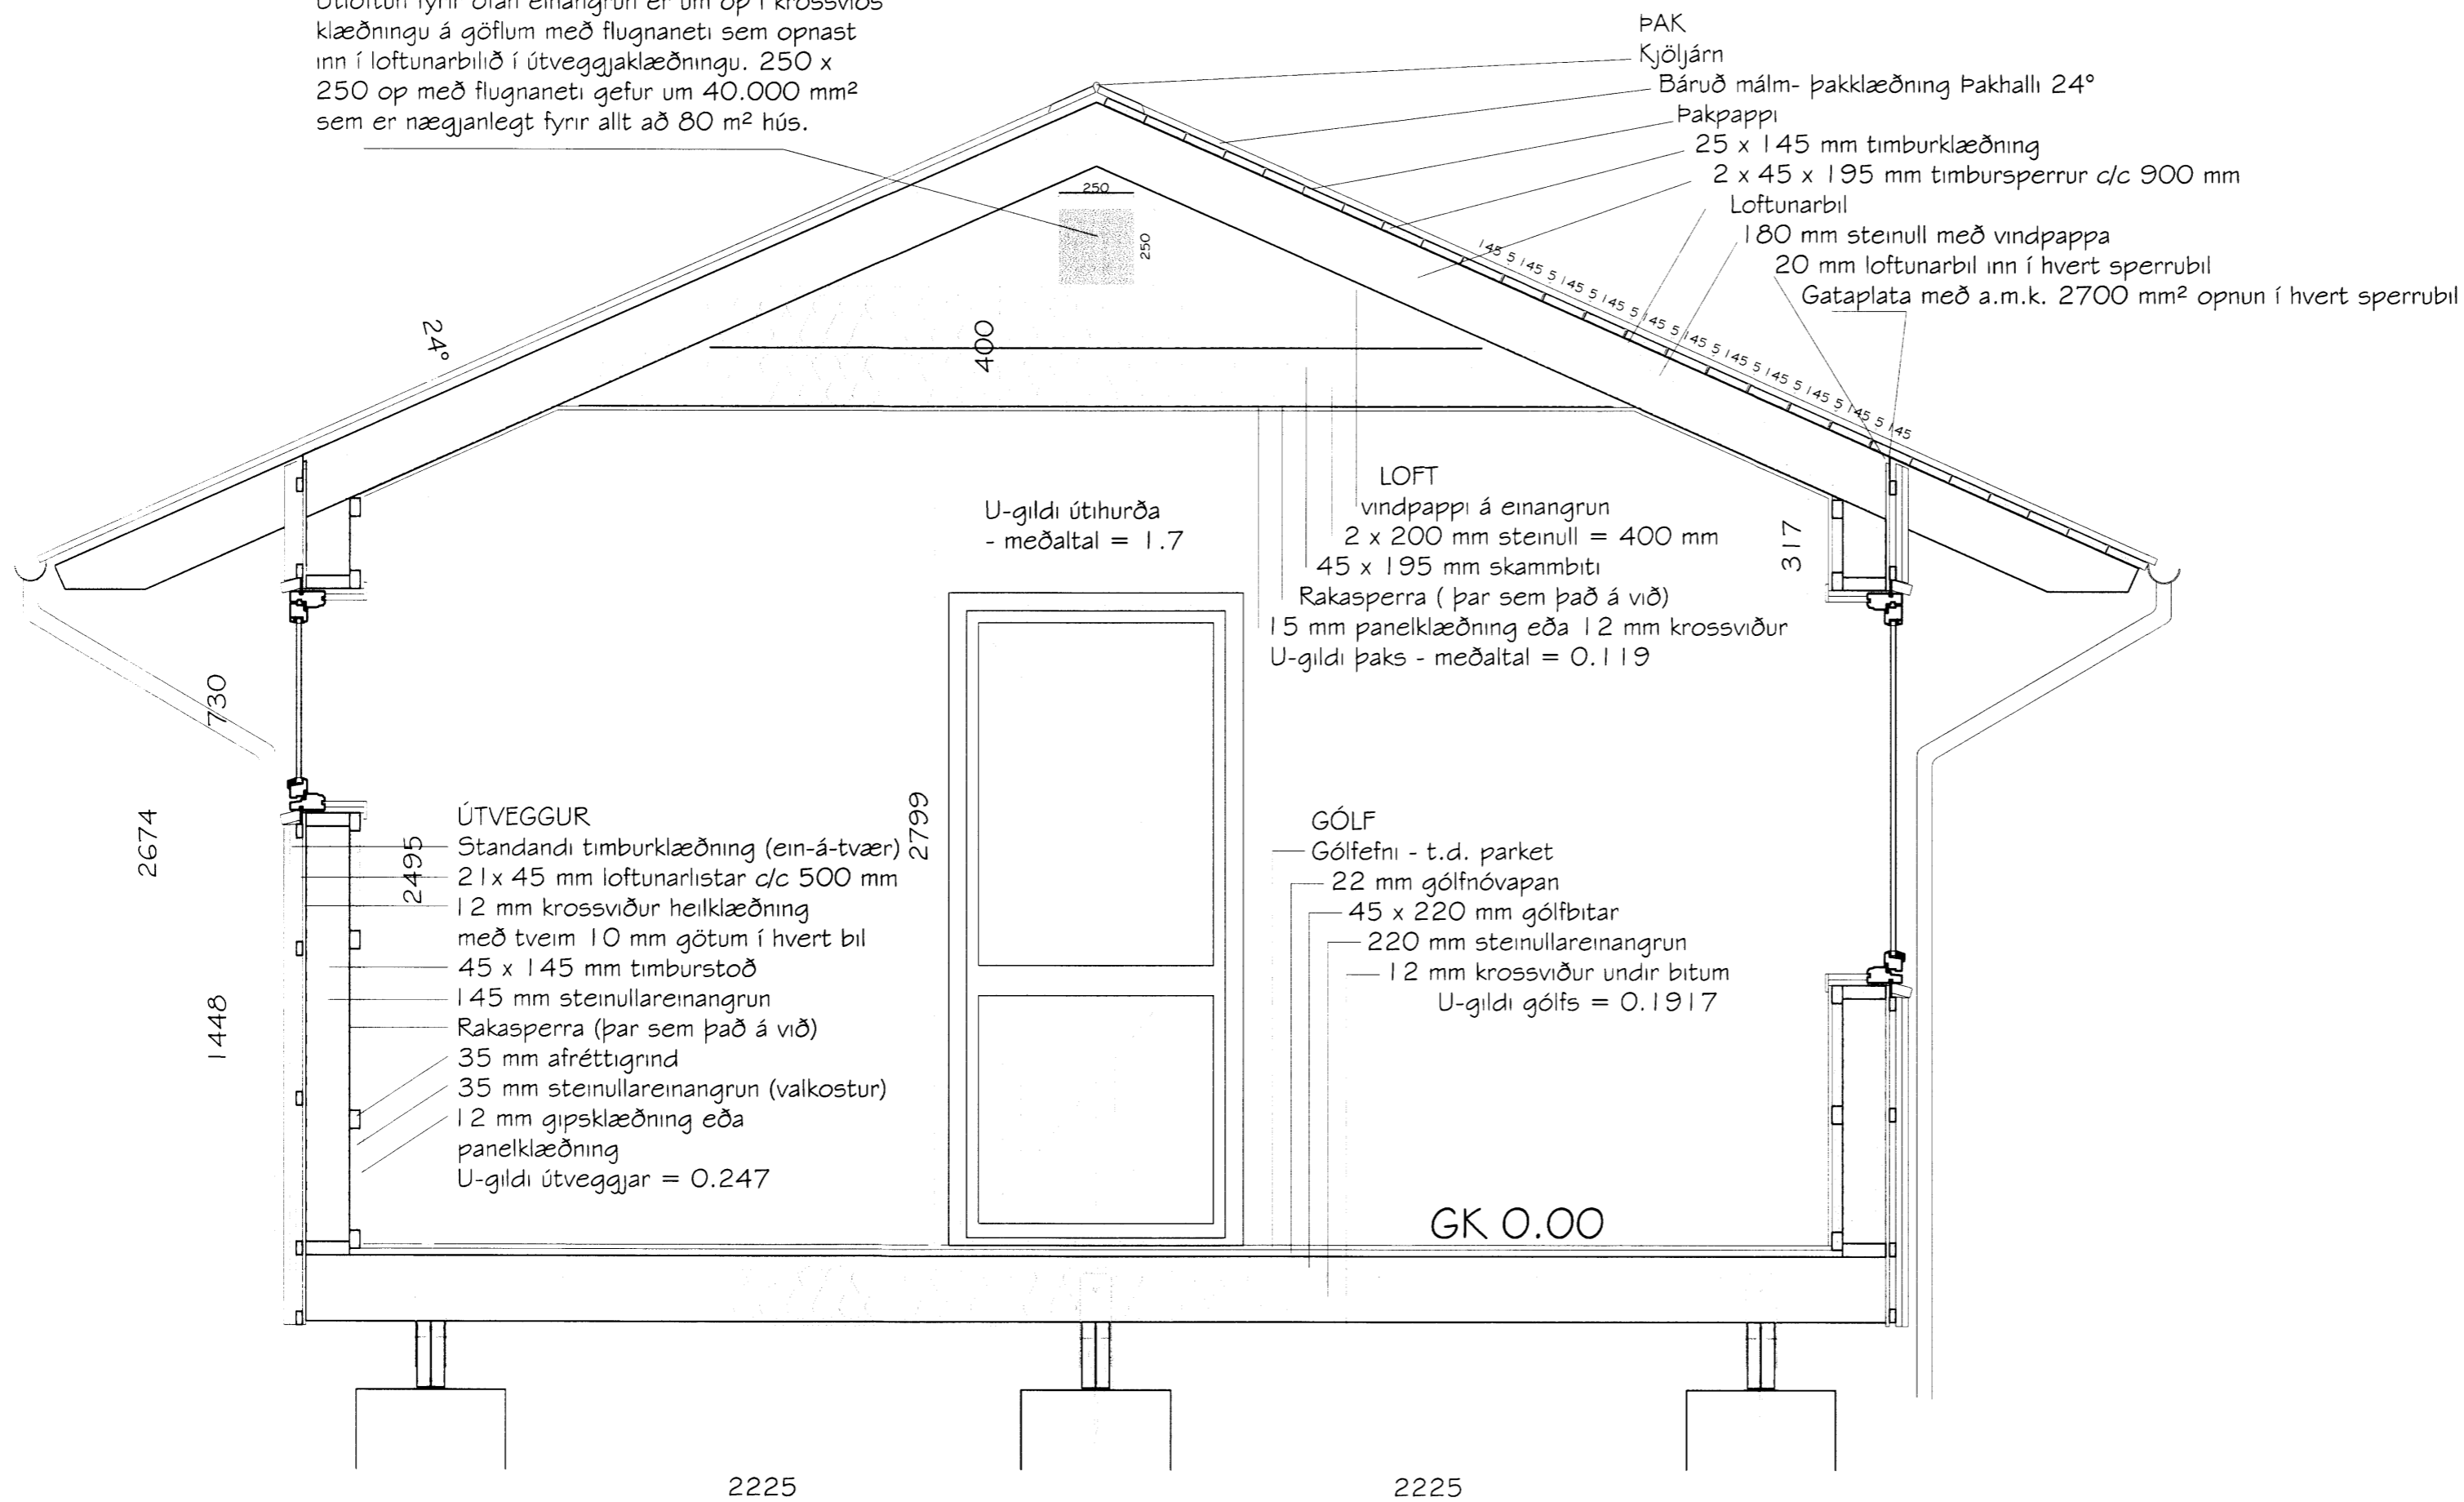 Útloftun fyrir ofan einangrun er um op í krossviðs
klæðningu á göflum með flugnaneti sem opnast
inn í loftunarbilið í útveggjaklæðningu. 250 x
250 op með flugnaneti gefur um 40.000 mm²
sem er nægjanlegt fyrir allt að 80 m² hús.
ÞAK
Kjöljárn
Báruð málm- þakklæðning Þakhalli 24°
Þakpappi
25 x 145 mm timburklæðning
2 x 45 x 195 mm timbursperrur c/c 900 mm
Loftunarbil
180 mm steinull með vindpappa
20 mm loftunarbil inn í hvert sperrubil
Gataplata með a.m.k. 2700 mm² opnun í hvert sperrubil
250
250
145 5 145 5 145 5 145 5 145 5 145 5 145 5 145 5 145 5 145 5 145
24°
400
LOFT
vindpappi á einangrun
2 x 200 mm steinull = 400 mm
45 x 195 mm skammbiti
Rakasperra ( þar sem það á við)
15 mm panelklæðning eða 12 mm krossviður
U-gildi þaks - meðaltal = 0.119
U-gildi útihurða
- meðaltal = 1.7
317
730
2674
1448
2495
2799
ÚTVEGGUR
Standandi timburklæðning (ein-á-tvær)
21x 45 mm loftunarlistar c/c 500 mm
12 mm krossviður heilklæðning
með tveim 10 mm götum í hvert bil
45 x 145 mm timburstoð
145 mm steinullareinangrun
Rakasperra (þar sem það á við)
35 mm afréttigrind
35 mm steinullareinangrun (valkostur)
12 mm gipsklæðning eða
panelklæðning
U-gildi útveggjar = 0.247
GÓLF
Gólfefni - t.d. parket
22 mm gólfnóvapan
45 x 220 mm gólfbitar
220 mm steinullareinangrun
12 mm krossviður undir bitum
U-gildi gólfs = 0.1917
GK 0.00
2225
2225